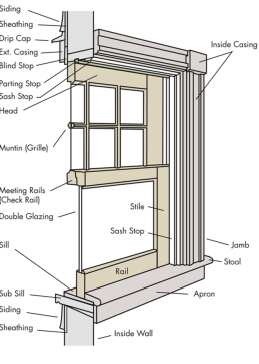 Siding
Sheathing
Drip Cap
Ext. Casing
Blind Stop
Parting Stop
Sash Stop
Head
Inside Casing
Muntin (Grille)
Meeting Rails
(Check Rail)
Double Glazing
Stile
Sash Stop
Sill
Jamb
Stool
Rail
Apron
Sub Sill
Siding
Sheathing
Inside Wall